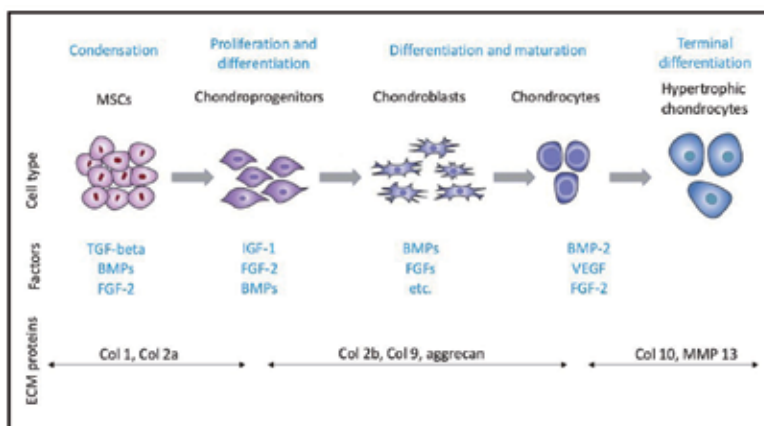 Condensation
Proliferation and
differentiation
Differentiation and maturation
Terminal
differentiation
MSCs
Chondroprogenitors
Chondroblasts
Chondrocytes
Hypertrophic
chondrocytes
Cell type
Factors
TGF-beta
BMPs
FGF-2
IGF-1
FGF-2
BMPs
BMPs
FGFs
etc.
BMP-2
VEGF
FGF-2
ECM proteins
Col 1, Col 2a
Col 2b, Col 9, aggrecan
Col 10, MMP 13